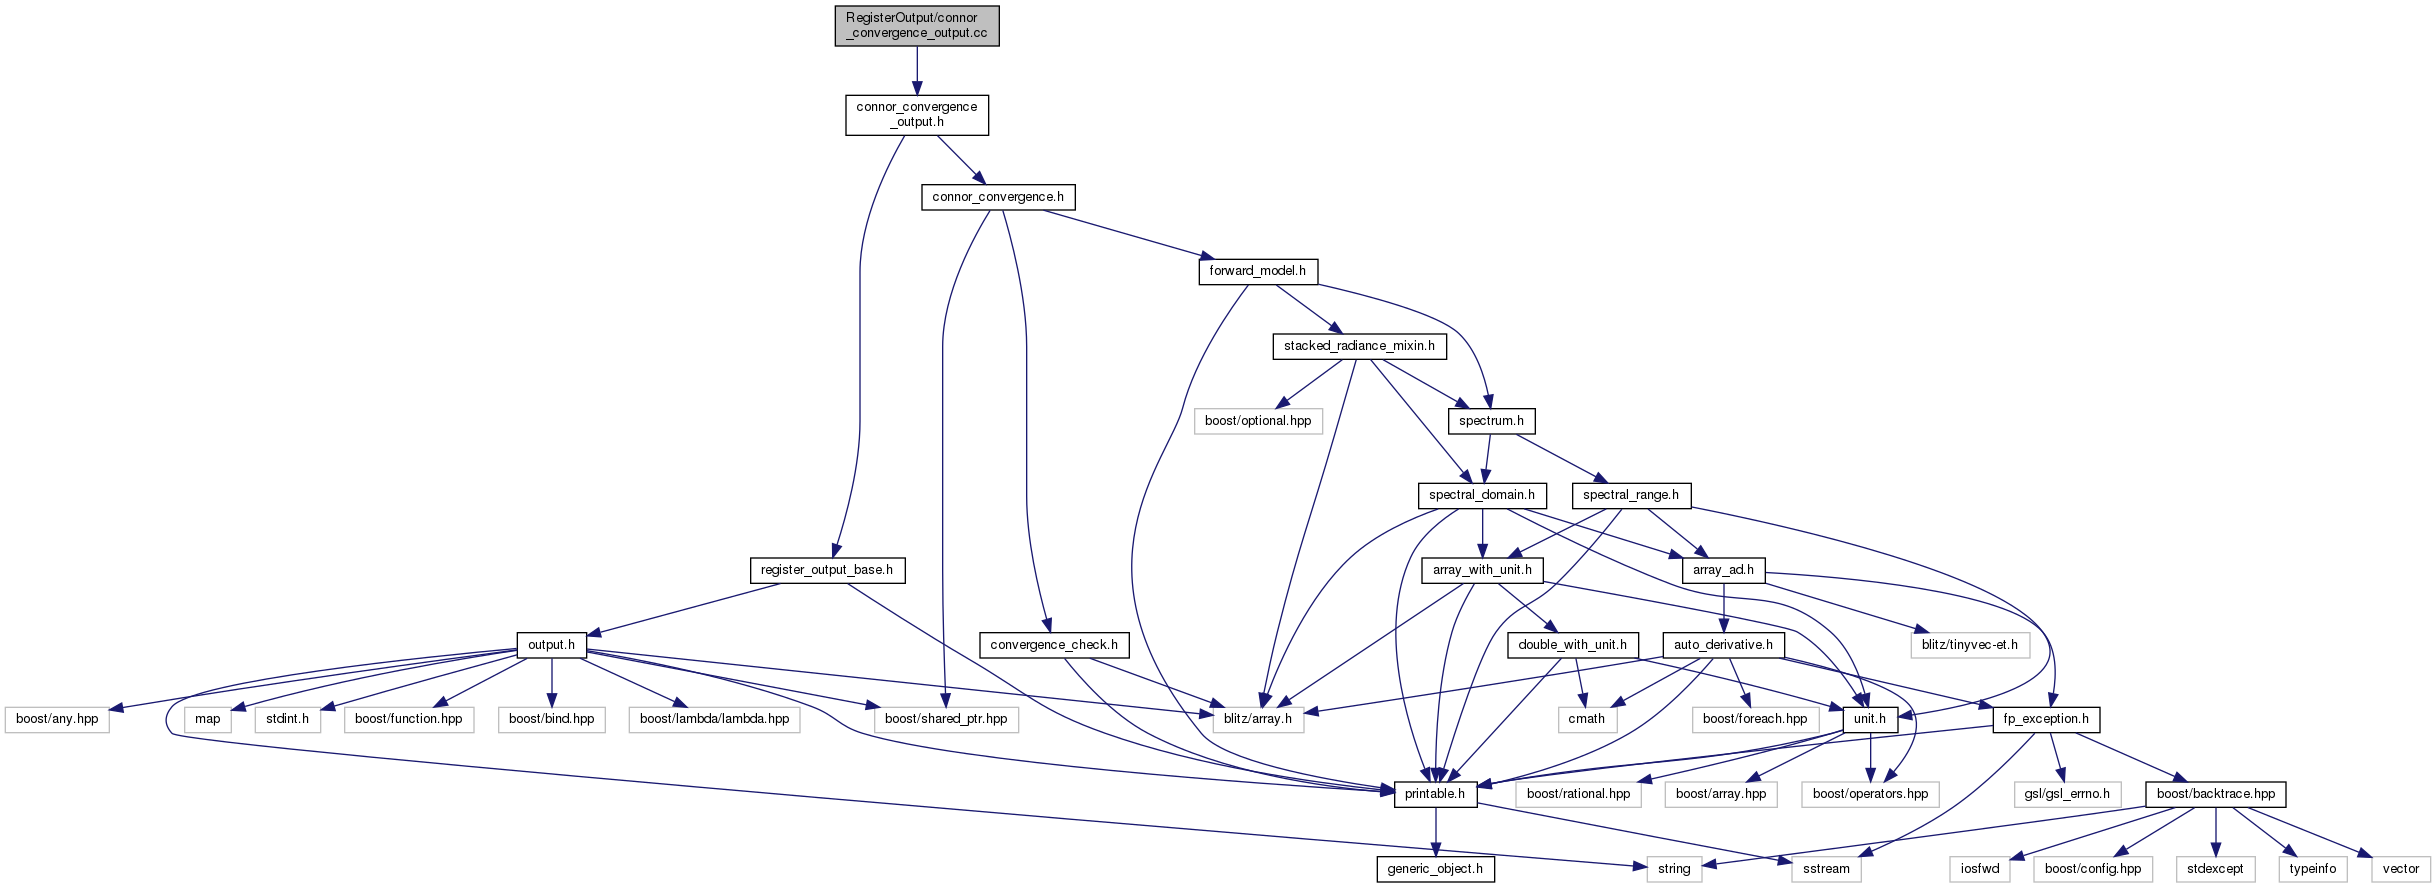 RegisterOutput/connor
_convergence_output.cc
connor_convergence
_output.h
connor_convergence.h
forward_model.h
stacked_radiance_mixin.h
boost/optional.hpp
spectrum.h
spectral_domain.h
spectral_range.h
register_output_base.h
array_with_unit.h
array_ad.h
output.h
convergence_check.h
double_with_unit.h
auto_derivative.h
blitz/tinyvec-et.h
boost/any.hpp
map
stdint.h
boost/function.hpp
boost/bind.hpp
boost/lambda/lambda.hpp
boost/shared_ptr.hpp
blitz/array.h
cmath
boost/foreach.hpp
unit.h
fp_exception.h
printable.h
boost/rational.hpp
boost/array.hpp
boost/operators.hpp
gsl/gsl_errno.h
boost/backtrace.hpp
generic_object.h
string
sstream
iosfwd
boost/config.hpp
stdexcept
typeinfo
vector